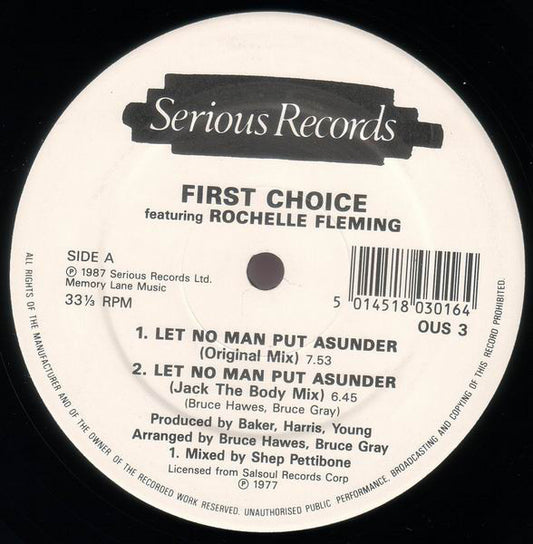 Serious Records
FIRST CHOICE
featuring ROCHELLE FLEMING
SIDE A
℗ 1987 Serious Records Ltd.
Memory Lane Music
33⅓ RPM
5 014518 030164
OUS 3
1. LET NO MAN PUT ASUNDER
(Original Mix) 7.53
2. LET NO MAN PUT ASUNDER
(Jack The Body Mix) 6.45
(Bruce Hawes, Bruce Gray)
Produced by Baker, Harris, Young
Arranged by Bruce Hawes, Bruce Gray
1. Mixed by Shep Pettibone
Licensed from Salsoul Records Corp
℗ 1977
ALL RIGHTS OF THE MANUFACTURER AND OF THE OWNER OF THE RECORDED WORK RESERVED. UNAUTHORISED PUBLIC PERFORMANCE, BROADCASTING AND COPYING OF THIS RECORD PROHIBITED.